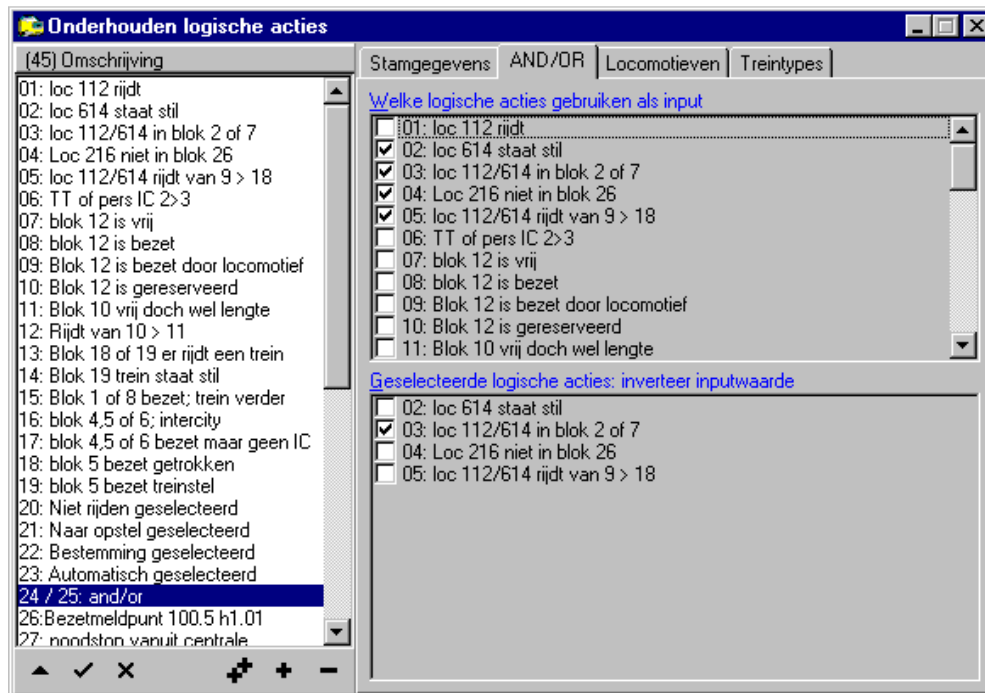 Onderhouden logische acties
(45) Omschrijving
01: loc 112 rijdt
02: loc 614 staat stil
03: loc 112/614 in blok 2 of 7
04: Loc 216 niet in blok 26
05: loc 112/614 rijdt van 9 > 18
06: TT of pers IC 2>3
07: blok 12 is vrij
08: blok 12 is bezet
09: Blok 12 is bezet door locomotief
10: Blok 12 is gereserveerd
11: Blok 10 vrij doch wel lengte
12: Rijdt van 10 > 11
13: Blok 18 of 19 er rijdt een trein
14: Blok 19 trein staat stil
15: Blok 1 of 8 bezet; trein verder
16: blok 4,5 of 6; intercity
17: blok 4,5 of 6 bezet maar geen IC
18: blok 5 bezet getrokken
19: blok 5 bezet treinstel
20: Niet rijden geselecteerd
21: Naar opstel geselecteerd
22: Bestemming geselecteerd
23: Automatisch geselecteerd
24 / 25: and/or
26:Bezetmeldpunt 100.5 h1.01
27: noodstop vanuit centrale
Stamgegevens AND/OR Locomotieven Treintypes
Welke logische acties gebruiken als input
01: loc 112 rijdt
02: loc 614 staat stil
03: loc 112/614 in blok 2 of 7
04: Loc 216 niet in blok 26
05: loc 112/614 rijdt van 9 > 18
06: TT of pers IC 2>3
07: blok 12 is vrij
08: blok 12 is bezet
09: Blok 12 is bezet door locomotief
10: Blok 12 is gereserveerd
11: Blok 10 vrij doch wel lengte
Geselecteerde logische acties: inverteer inputwaarde
02: loc 614 staat stil
03: loc 112/614 in blok 2 of 7
04: Loc 216 niet in blok 26
05: loc 112/614 rijdt van 9 > 18